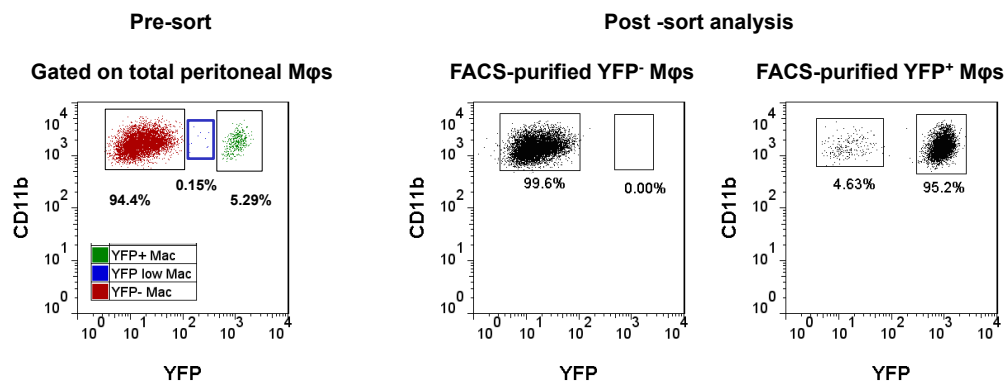 Pre-sort
Post -sort analysis
Gated on total peritoneal Mφs
FACS-purified YFP⁻ Mφs
FACS-purified YFP⁺ Mφs
10⁴
10³
10²
10¹
10⁰
CD11b
94.4%
0.15%
5.29%
YFP+ Mac
YFP low Mac
YFP- Mac
10⁰ 10¹ 10² 10³ 10⁴
YFP
10⁴
10³
10²
10¹
10⁰
CD11b
99.6%
0.00%
10⁰ 10¹ 10² 10³ 10⁴
YFP
10⁴
10³
10²
10¹
10⁰
CD11b
4.63%
95.2%
10⁰ 10¹ 10² 10³ 10⁴
YFP